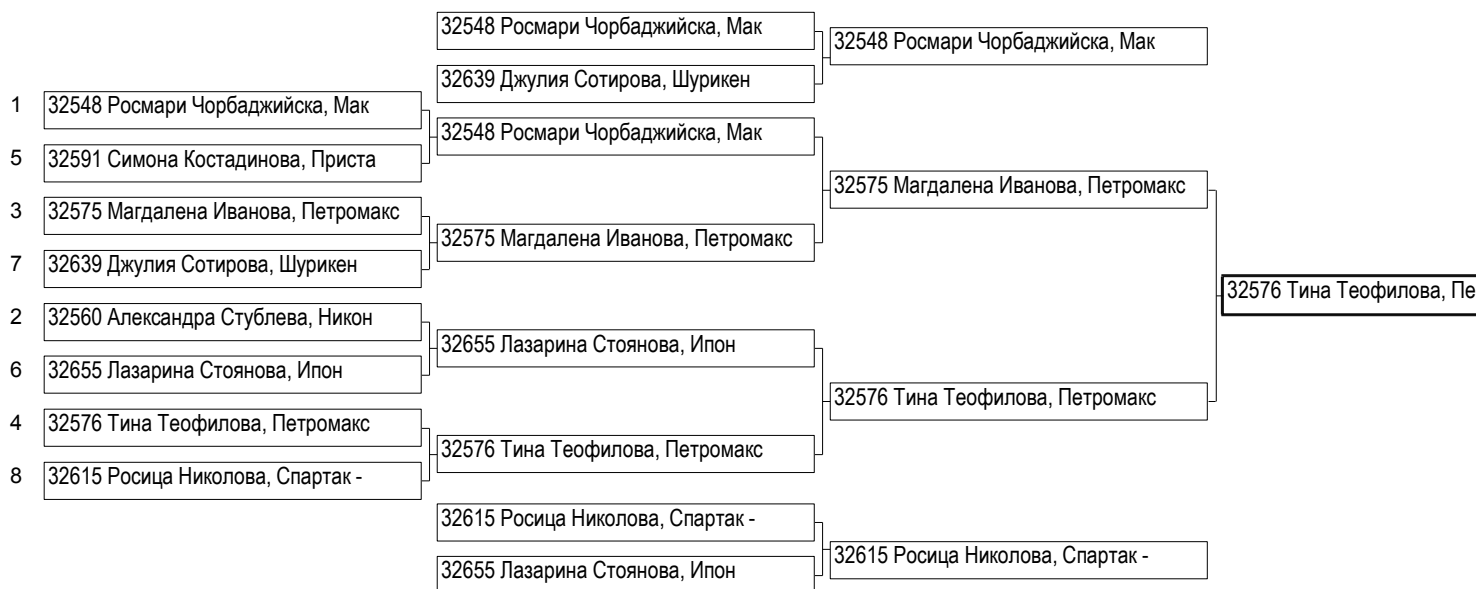 32548 Росмари Чорбаджийска, Мак
32548 Росмари Чорбаджийска, Мак
32639 Джулия Сотирова, Шурикен
1 32548 Росмари Чорбаджийска, Мак
32548 Росмари Чорбаджийска, Мак
5 32591 Симона Костадинова, Приста
32575 Магдалена Иванова, Петромакс
3 32575 Магдалена Иванова, Петромакс
32575 Магдалена Иванова, Петромакс
7 32639 Джулия Сотирова, Шурикен
32576 Тина Теофилова, Пе
2 32560 Александра Стублева, Никон
32655 Лазарина Стоянова, Ипон
6 32655 Лазарина Стоянова, Ипон
32576 Тина Теофилова, Петромакс
4 32576 Тина Теофилова, Петромакс
32576 Тина Теофилова, Петромакс
8 32615 Росица Николова, Спартак -
32615 Росица Николова, Спартак -
32615 Росица Николова, Спартак -
32655 Лазарина Стоянова, Ипон